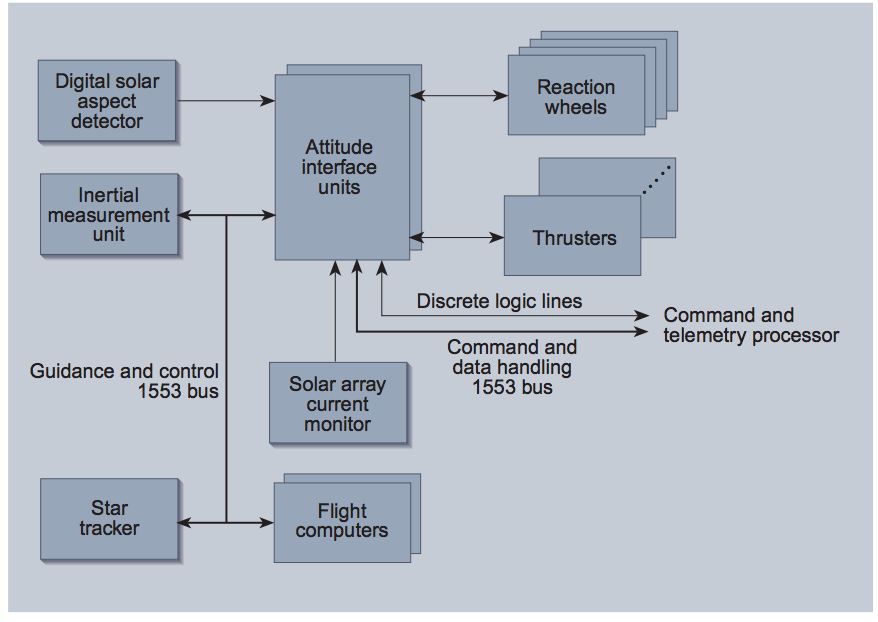 Digital solar
aspect
detector
Attitude
interface
units
Reaction
wheels
Inertial
measurement
unit
Thrusters
Discrete logic lines
Command and
telemetry processor
Command and
data handling
1553 bus
Guidance and control
1553 bus
Solar array
current
monitor
Star
tracker
Flight
computers